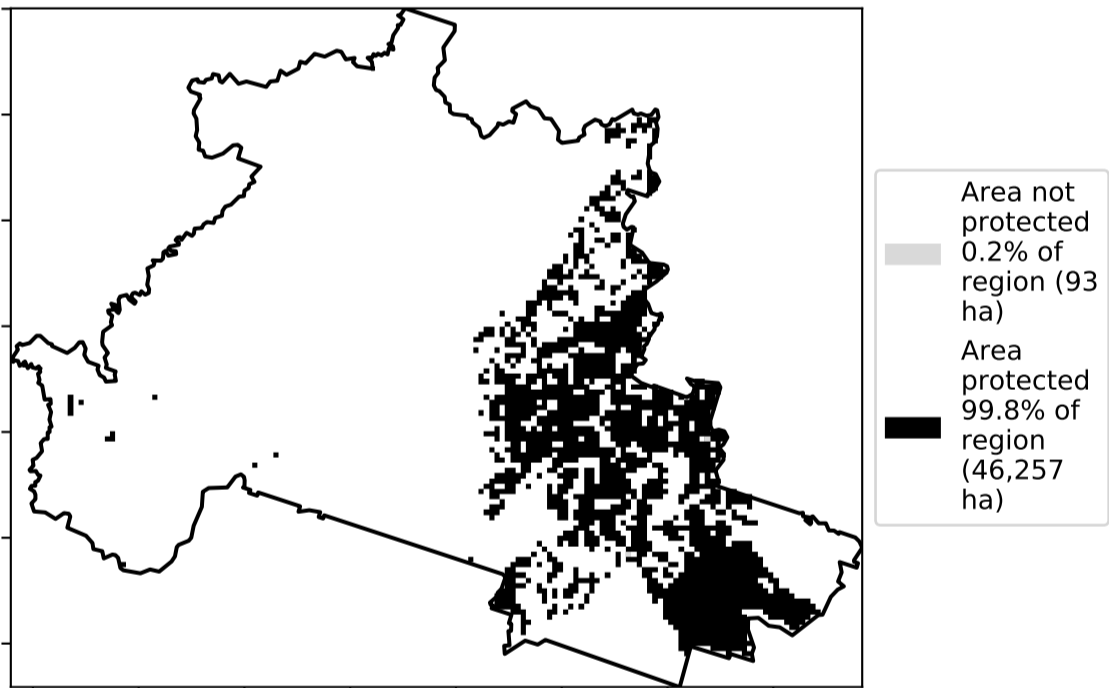 Area not
protected
0.2% of
region (93
ha)
Area
protected
99.8% of
region
(46,257
ha)